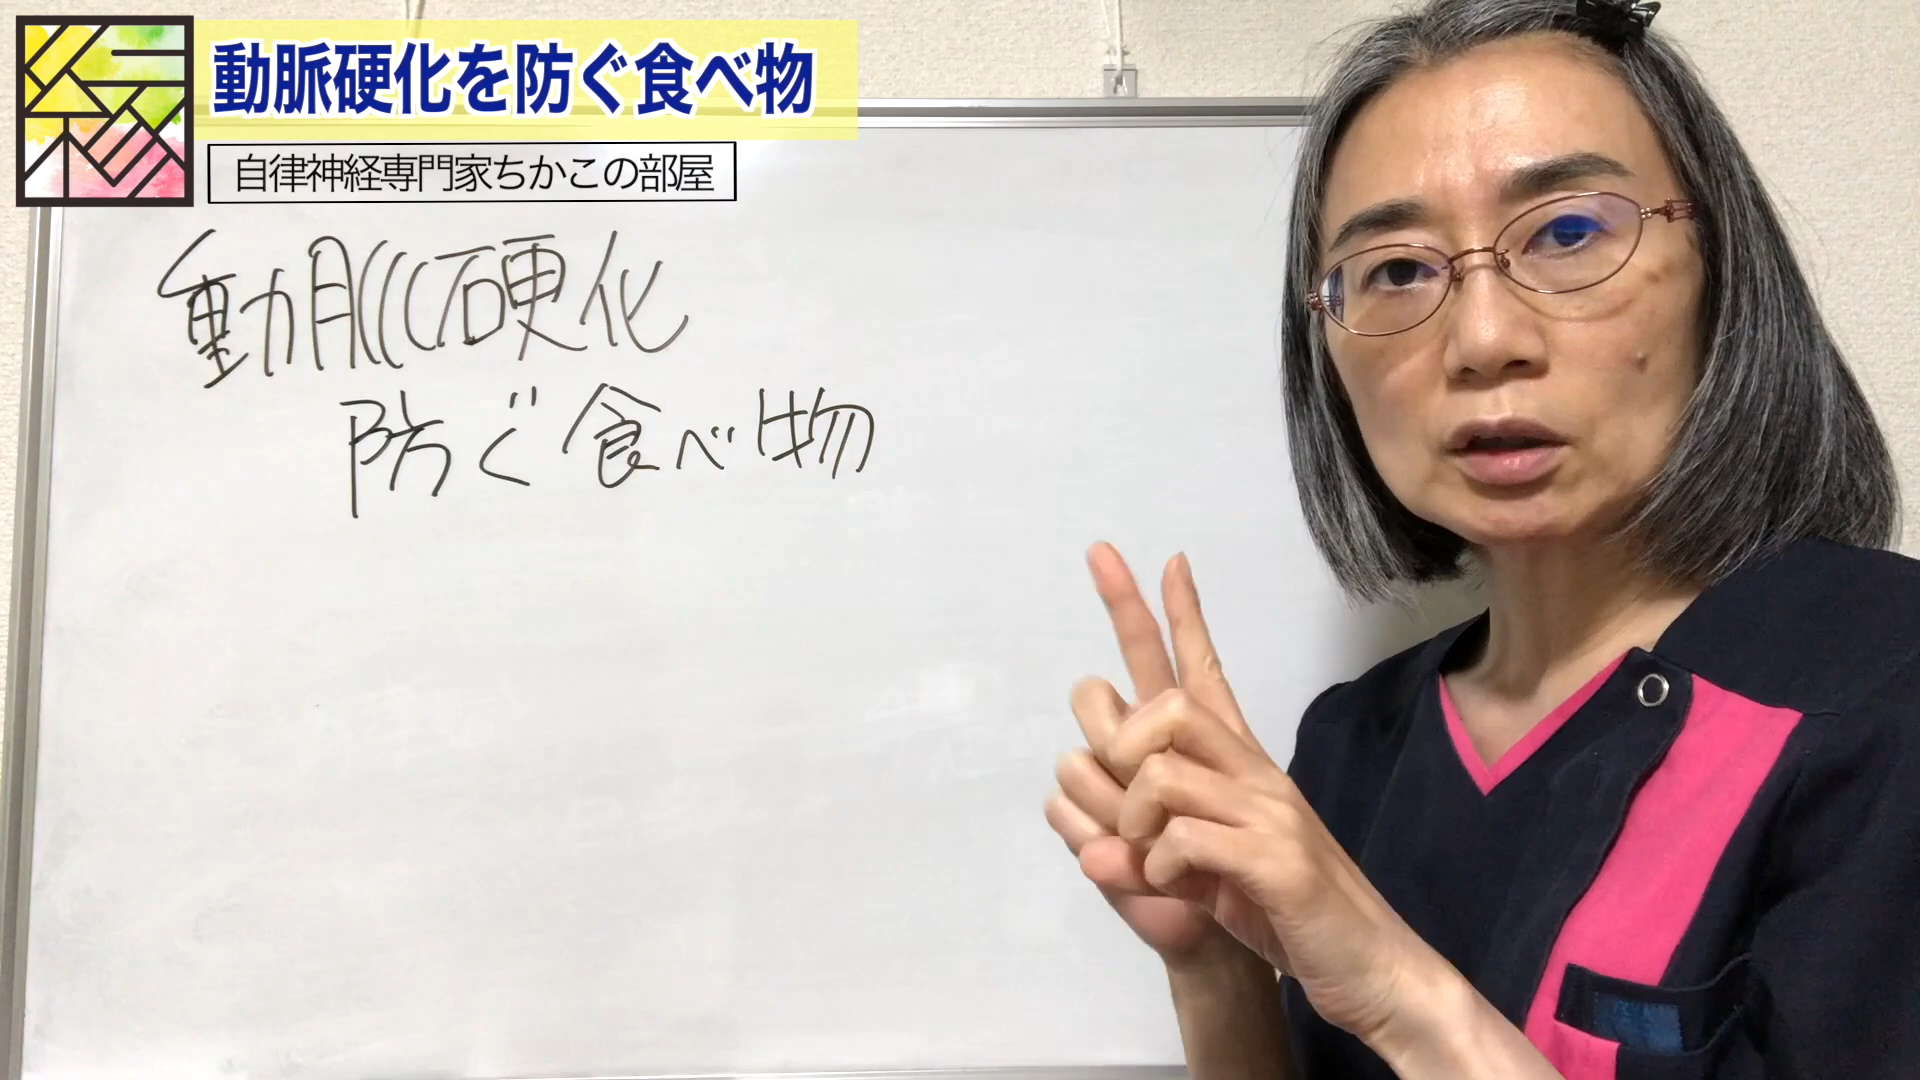 動脈硬化を防ぐ食べ物
自律神経専門家ちかこの部屋
動脈硬化
防ぐ食べ物